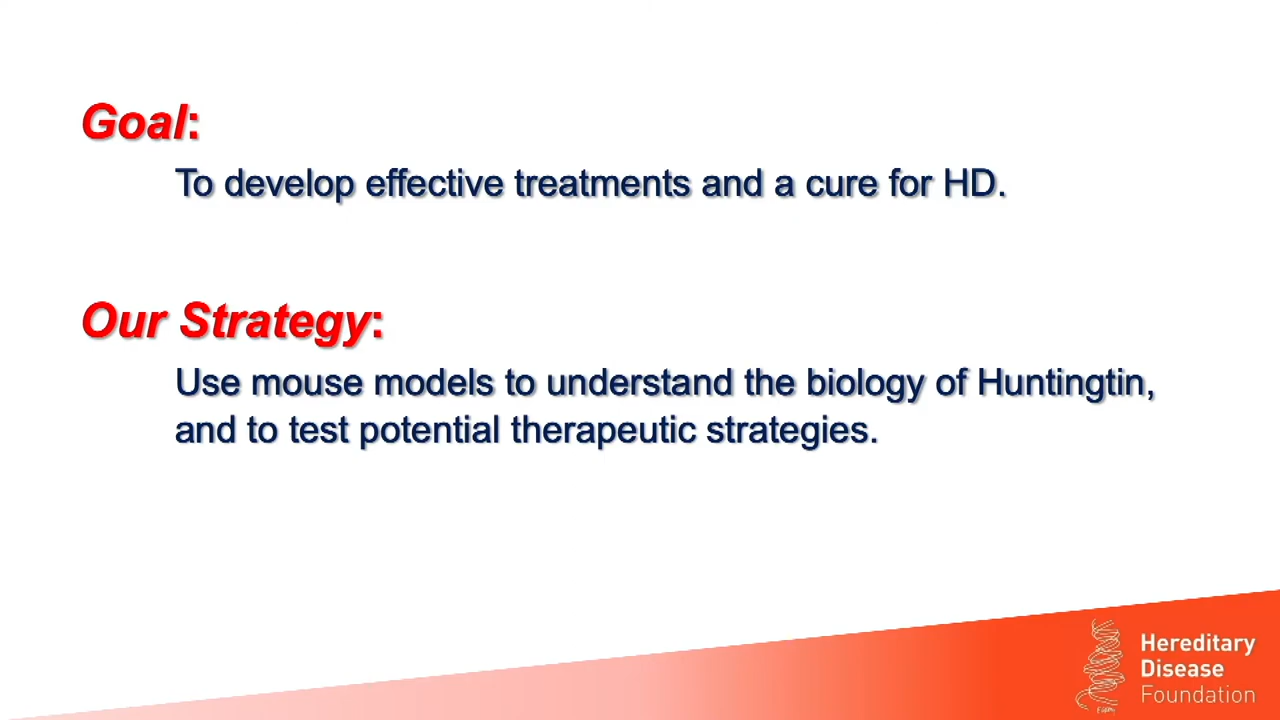 Goal:
To develop effective treatments and a cure for HD.
Our Strategy:
Use mouse models to understand the biology of Huntingtin,
and to test potential therapeutic strategies.
Hereditary
Disease
Foundation